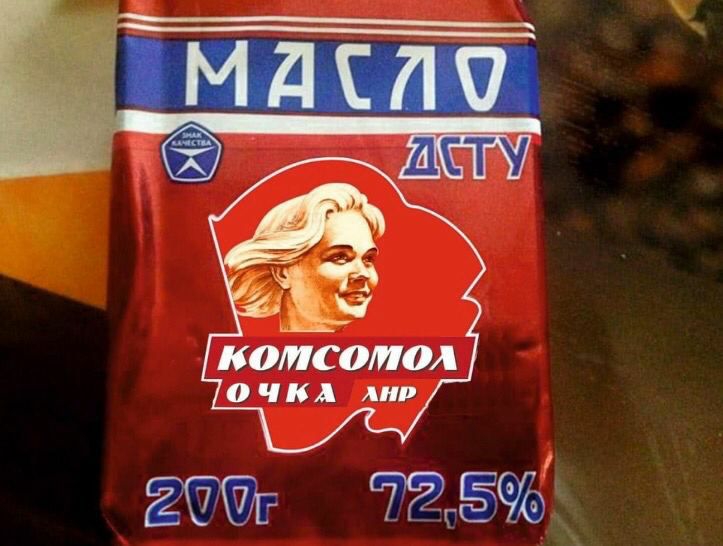 МАСЛО
ЗНАК
КАЧЕСТВА
ДСТУ
КОМСОМОЛ
ОЧКА ЛНР
200г 72,5%